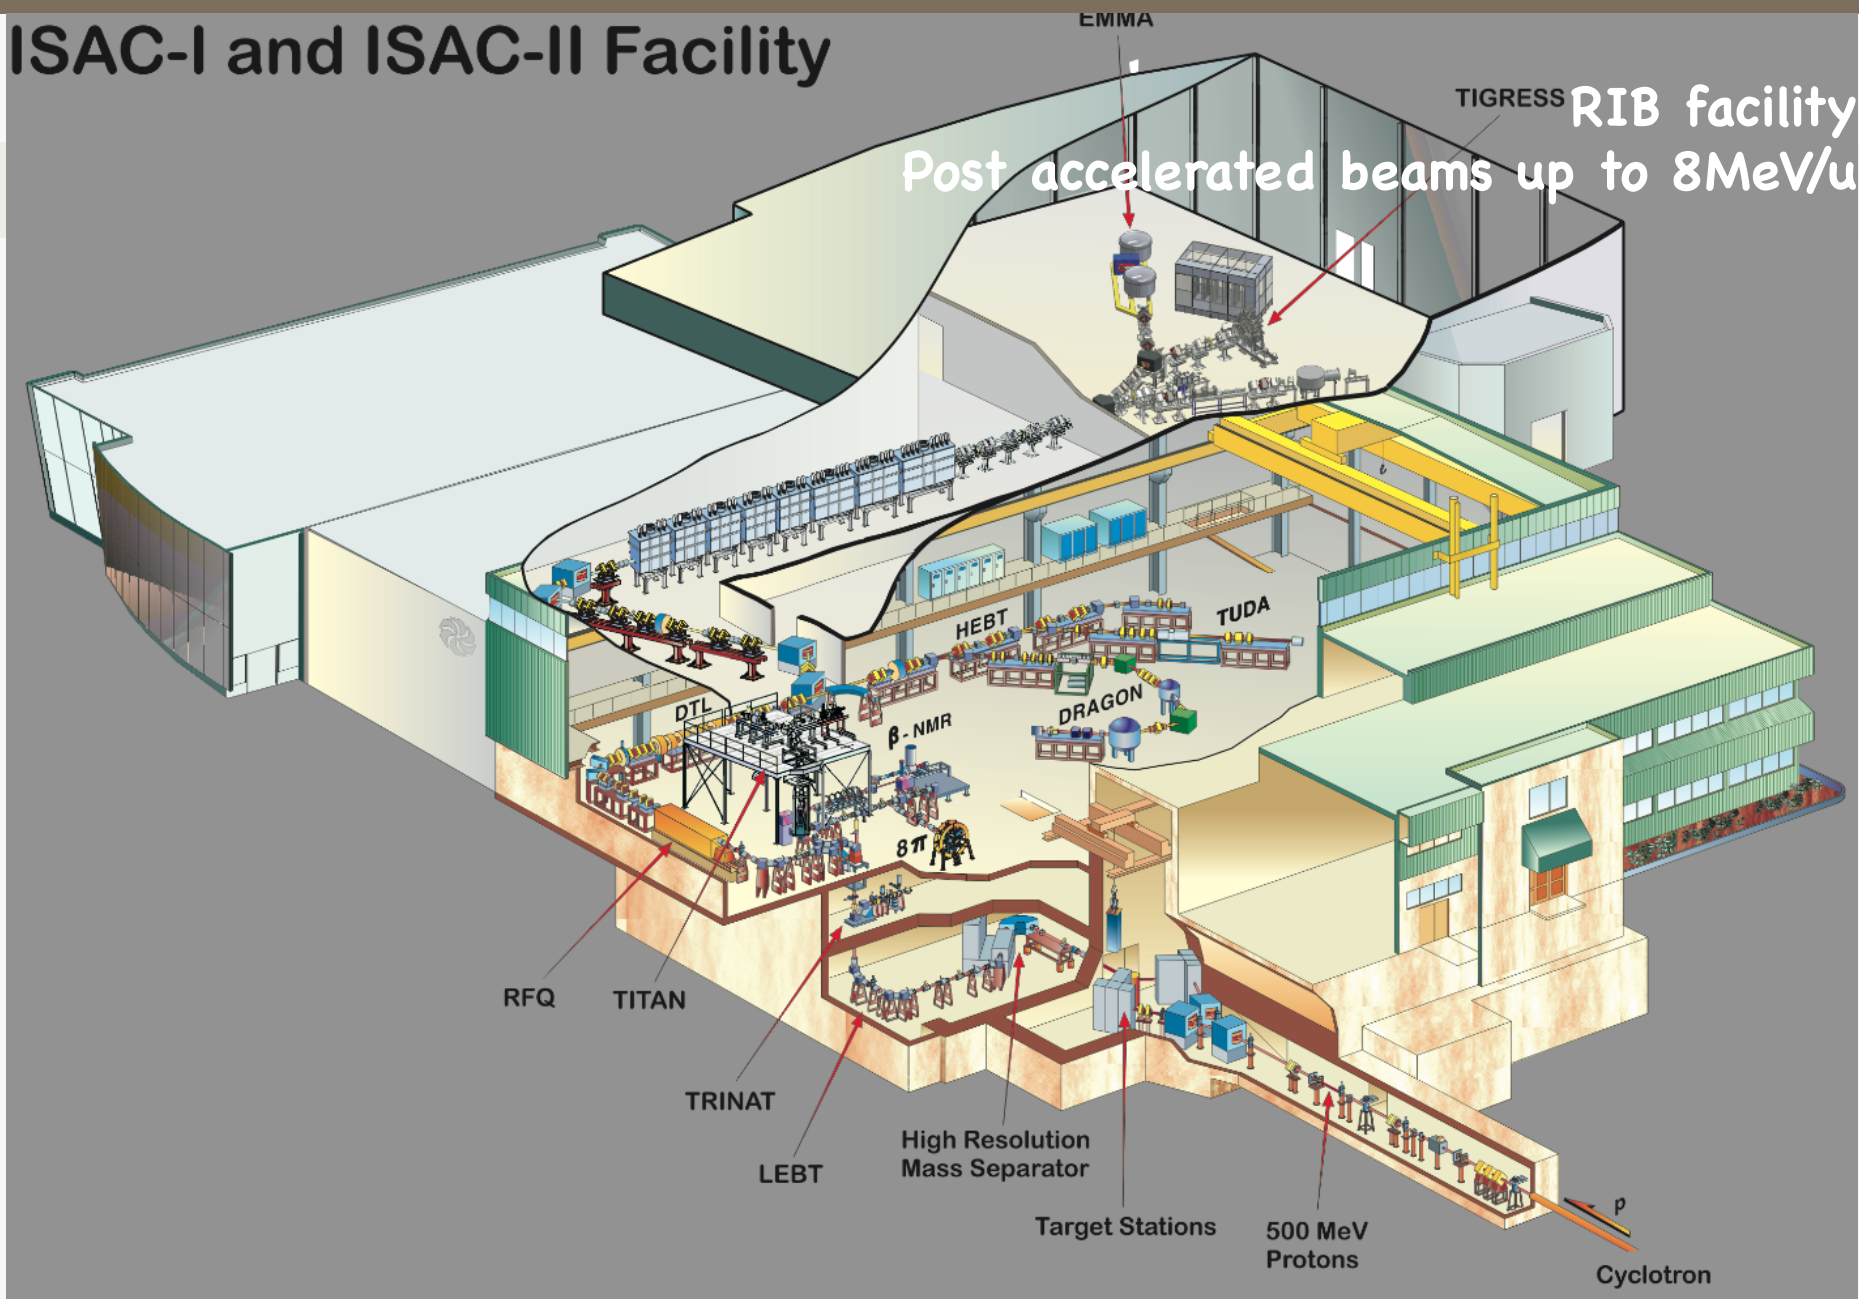 ISAC-I and ISAC-II Facility
EMMA
TIGRESS
RIB facility
Post accelerated beams up to 8MeV/u
HEBT
TUDA
DTL
β-NMR
DRAGON
8π
RFQ
TITAN
TRINAT
LEBT
High Resolution
Mass Separator
Target Stations
500 MeV
Protons
p
Cyclotron